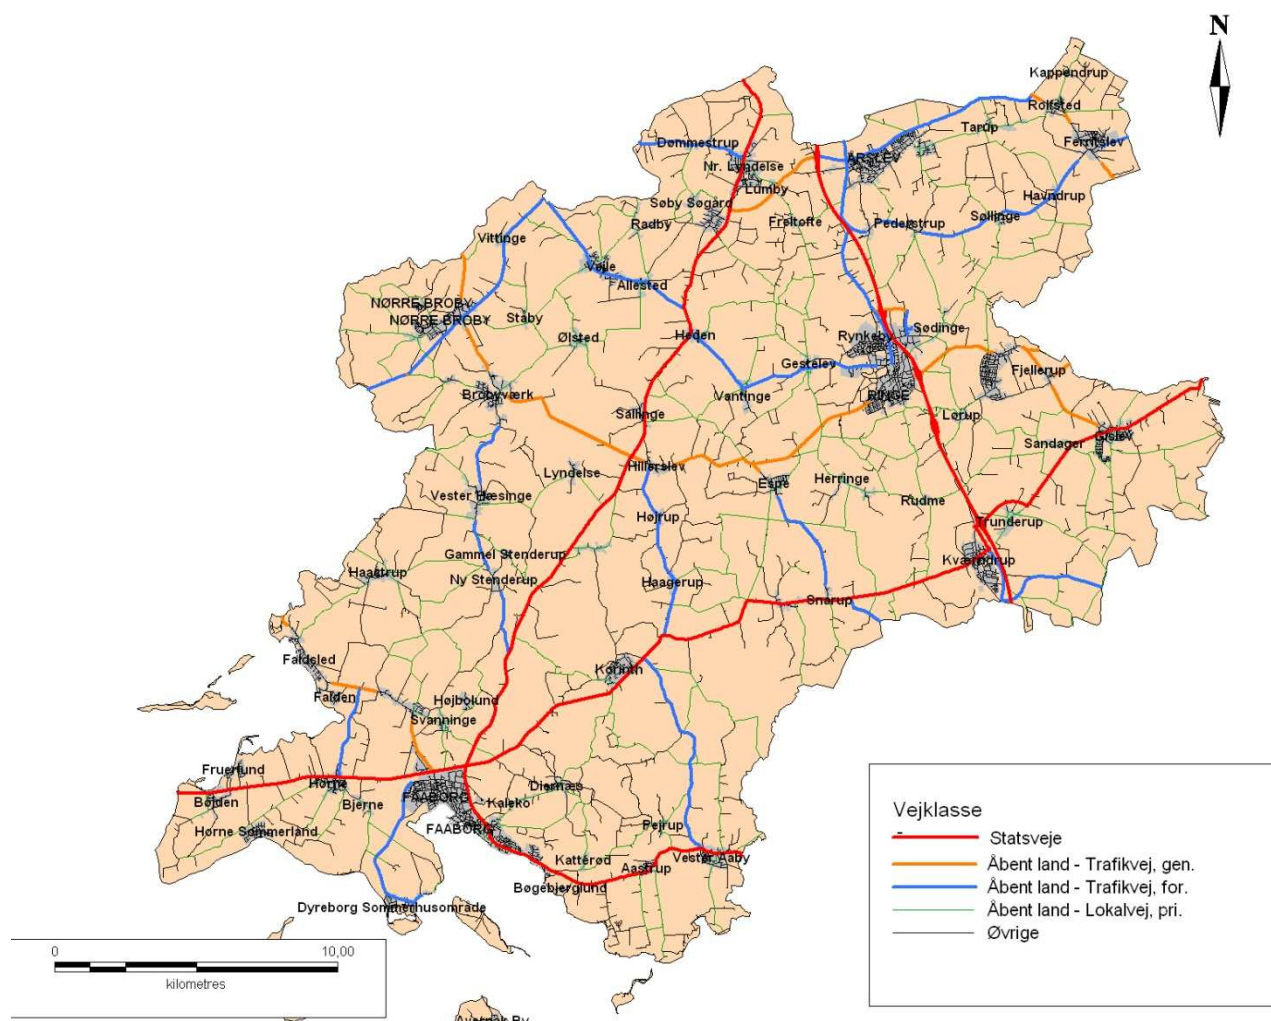 N
Kappendrup
Rolfsted
Tarup
Ferritslev
Dømmestrup
ÅRSLEV
Nr. Lyndelse
Lumby
Søby Søgård
Havndrup
Radby
Freltofte
Pederstrup
Søllinge
Vittinge
Vejle
Allested
NØRRE BROBY
NØRRE BROBY
Staby
Sødinge
Heden
Rynkeby
Ølsted
Gestelev
Fjellerup
Brobyværk
Vantinge
RINGE
Sallinge
Lørup
Gislev
Sandager
Hillerslev
Lyndelse
Espe
Herringe
Vester Hæsinge
Rudme
Højrup
Trunderup
Gammel Stenderup
Kværndrup
Haastrup
Ny Stenderup
Haagerup
Snarup
Faldsled
Korinth
Falden
Højbolund
Svanninge
Fruerlund
Horne
Diernæs
Bøjden
Bjerne
FAABORG
Kaleko
Horne Sommerland
FAABORG
Pejrup
Katterød
Vester Aaby
Aastrup
Bøgebjerglund
Dyreborg Sommerhusområde
Avernak By
0 10,00
kilometres
Vejklasse
-
Statsveje
Åbent land - Trafikvej, gen.
Åbent land - Trafikvej, for.
Åbent land - Lokalvej, pri.
Øvrige